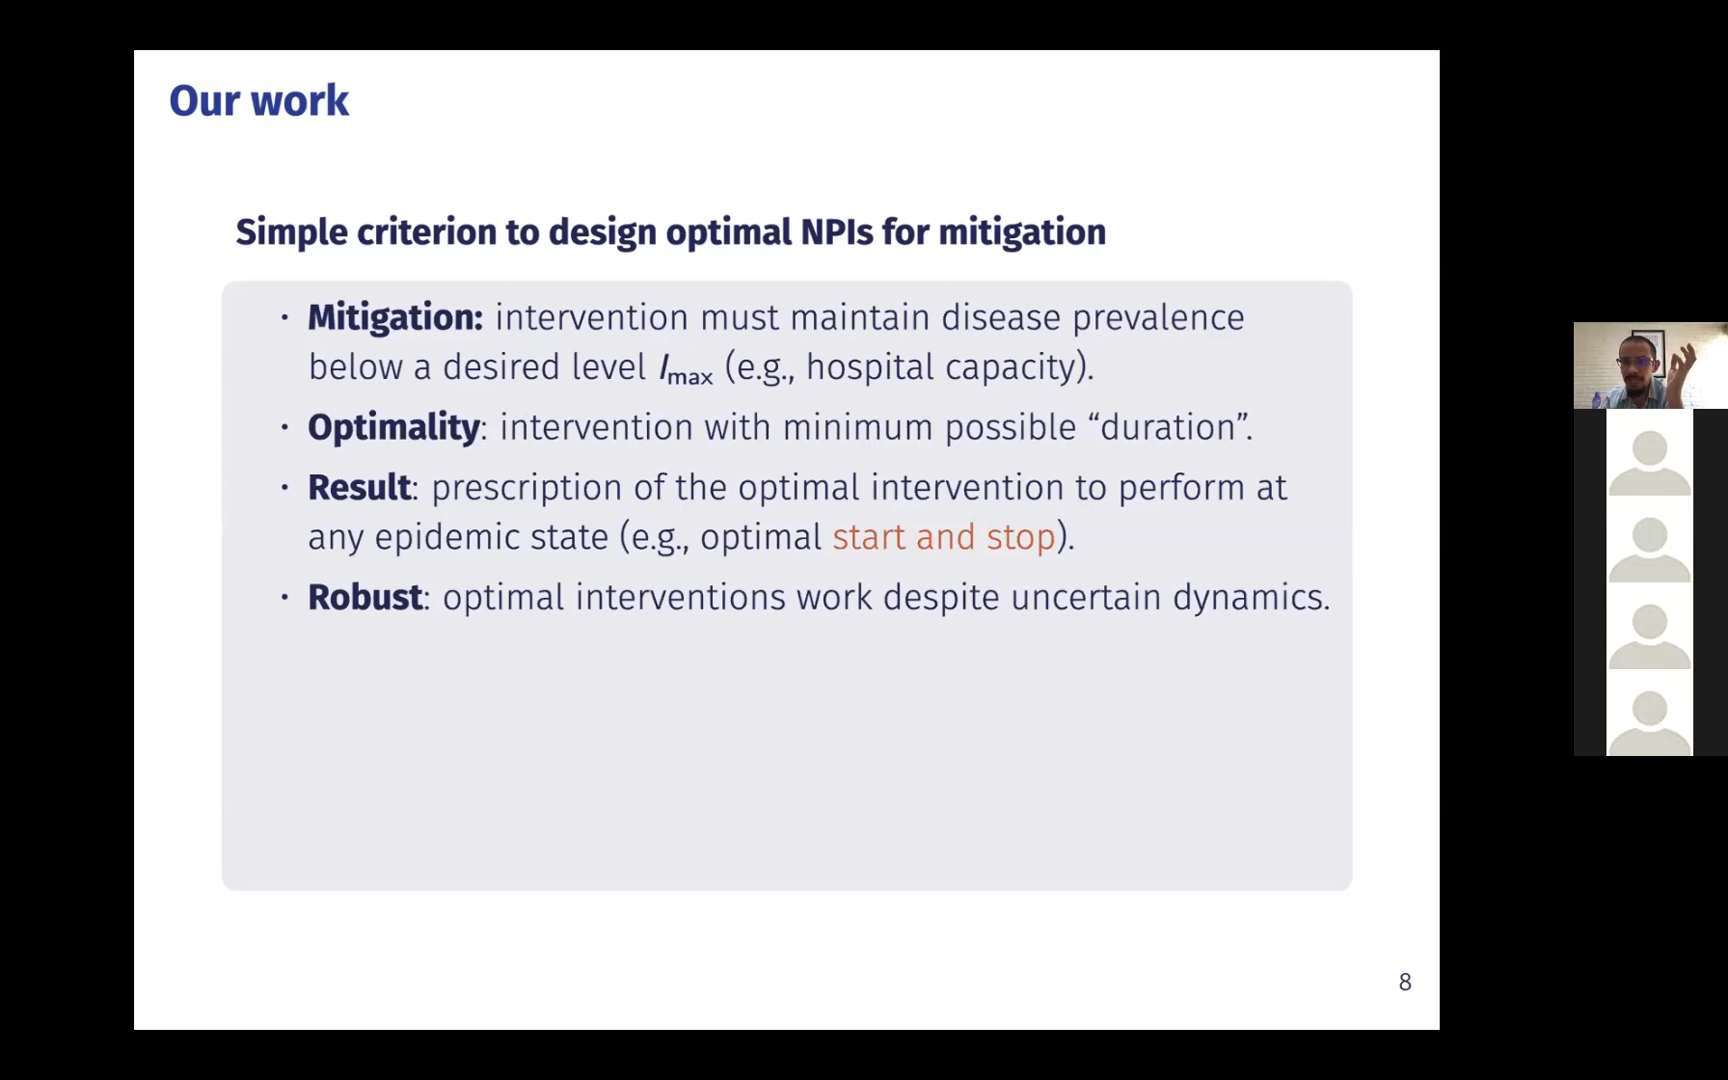 Our work
Simple criterion to design optimal NPIs for mitigation
· Mitigation: intervention must maintain disease prevalence
below a desired level Imax (e.g., hospital capacity).
· Optimality: intervention with minimum possible “duration”.
· Result: prescription of the optimal intervention to perform at
any epidemic state (e.g., optimal start and stop).
· Robust: optimal interventions work despite uncertain dynamics.
8